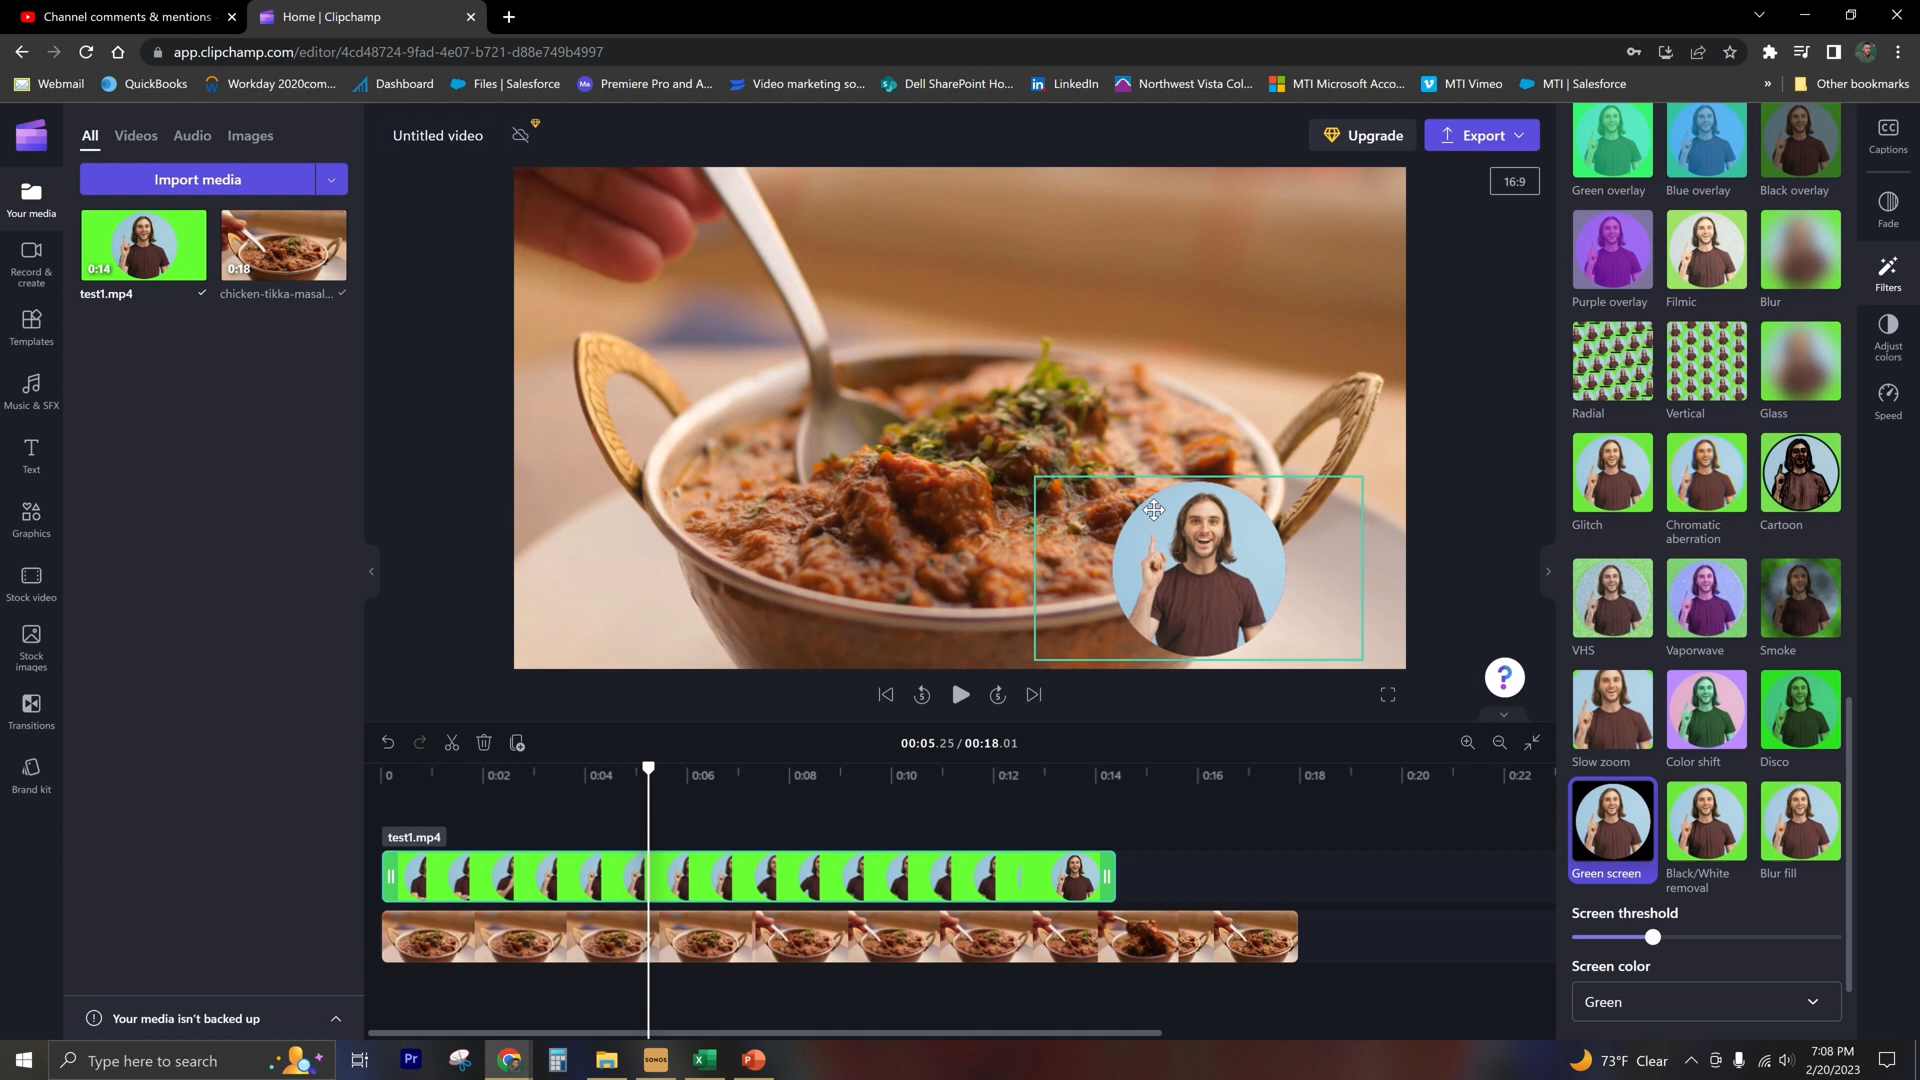 Channel comments & mentions
Home | Clipchamp
app.clipchamp.com/editor/4cd48724-9fad-4e07-b721-d88e749b4997
Webmail
QuickBooks
Workday 2020com...
Dashboard
Files | Salesforce
Premiere Pro and A...
Video marketing so...
Dell SharePoint Ho...
LinkedIn
Northwest Vista Col...
MTI Microsoft Acco...
MTI Vimeo
MTI | Salesforce
»
Other bookmarks
All
Videos
Audio
Images
Untitled video
Upgrade
Export
Import media
16:9
Your media
Record &
create
Templates
Music & SFX
Text
Graphics
Stock video
Stock
images
Transitions
Brand kit
0:14
test1.mp4
0:18
chicken-tikka-masal...
Green overlay
Blue overlay
Black overlay
Purple overlay
Filmic
Blur
Radial
Vertical
Glass
Glitch
Chromatic
aberration
Cartoon
VHS
Vaporwave
Smoke
Slow zoom
Color shift
Disco
Green screen
Black/White
removal
Blur fill
Screen threshold
Screen color
Green
Captions
Fade
Filters
Adjust
colors
Speed
?
5
5
00:05.25 / 00:18.01
0
0:02
0:04
0:06
0:08
0:10
0:12
0:14
0:16
0:18
0:20
0:22
test1.mp4
Your media isn't backed up
Type here to search
Pr
SONOS
73°F Clear
7:08 PM
2/20/2023